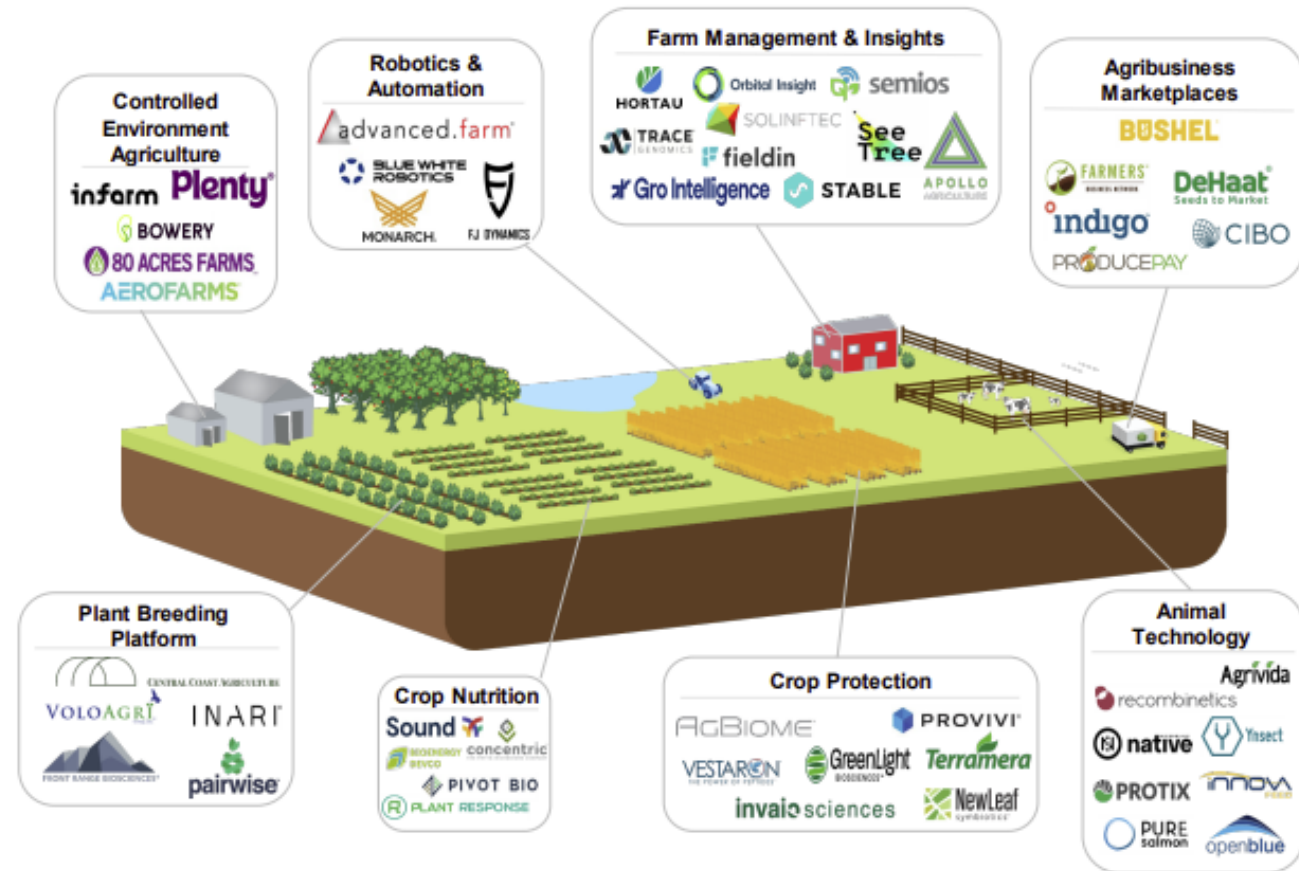 Controlled
Environment
Agriculture
infarm Plenty®
BOWERY
80 ACRES FARMS
AEROFARMS®
Robotics &
Automation
advanced.farm®
BLUE WHITE
ROBOTICS
MONARCH.
FJ DYNAMICS
Farm Management & Insights
HORTAU
Orbital Insight
semios
TRACE
GENOMICS
SOLINFTEC
See
Tree
fieldin
Gro Intelligence
STABLE
APOLLO
AGRICULTURE
Agribusiness
Marketplaces
BUSHEL
FARMERS
BUSINESS NETWORK
DeHaat
Seeds to Market
indigo
CIBO
PRODUCEPAY
Plant Breeding
Platform
CENTRAL COAST AGRICULTURE
VOLOAGRI
INARI
FRONT RANGE BIOSCIENCES
pairwise
Crop Nutrition
Sound
concentric
BIOENERGY
DEVCO
PIVOT BIO
PLANT RESPONSE
Crop Protection
AGBIOME
PROVIVI
VESTARON
THE POWER OF PEPTIDES
GreenLight
BIOSCIENCES
Terramera
invaio sciences
NewLeaf
symbiotics
Animal
Technology
Agrivida
recombinetics
native
Ynsect
PROTIX
innova
PURE
salmon
openblue